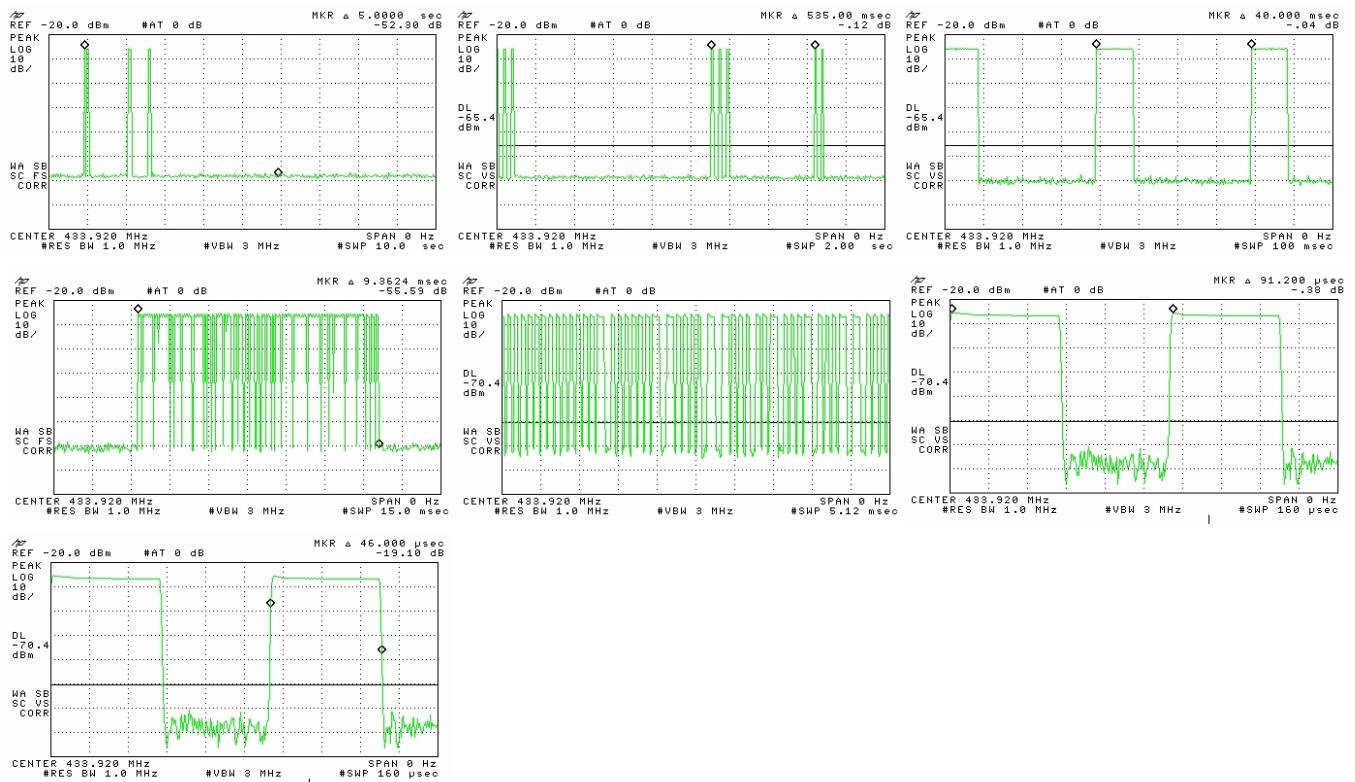 MKR Δ 5.0000 sec
REF -20.0 dBm #AT 0 dB -52.30 dB
PEAK
LOG
10
dB/
WA SB
SC FS
CORR
CENTER 433.920 MHz SPAN 0 Hz
#RES BW 1.0 MHz #VBW 3 MHz #SWP 10.0 sec
MKR Δ 535.00 msec
REF -20.0 dBm #AT 0 dB -.12 dB
PEAK
LOG
10
dB/
DL
-65.4
dBm
WA SB
SC VS
CORR
CENTER 433.920 MHz SPAN 0 Hz
#RES BW 1.0 MHz #VBW 3 MHz #SWP 2.00 sec
MKR Δ 40.000 msec
REF -20.0 dBm #AT 0 dB -.04 dB
PEAK
LOG
10
dB/
DL
-65.4
dBm
WA SB
SC VS
CORR
CENTER 433.920 MHz SPAN 0 Hz
#RES BW 1.0 MHz #VBW 3 MHz #SWP 100 msec
MKR Δ 9.3624 msec
REF -20.0 dBm #AT 0 dB -55.59 dB
PEAK
LOG
10
dB/
WA SB
SC FS
CORR
CENTER 433.920 MHz SPAN 0 Hz
#RES BW 1.0 MHz #VBW 3 MHz #SWP 15.0 msec
REF -20.0 dBm #AT 0 dB
PEAK
LOG
10
dB/
DL
-70.4
dBm
WA SB
SC VS
CORR
CENTER 433.920 MHz SPAN 0 Hz
#RES BW 1.0 MHz #VBW 3 MHz #SWP 5.12 msec
MKR Δ 91.200 μsec
REF -20.0 dBm #AT 0 dB -.38 dB
PEAK
LOG
10
dB/
DL
-70.4
dBm
WA SB
SC VS
CORR
CENTER 433.920 MHz SPAN 0 Hz
#RES BW 1.0 MHz #VBW 3 MHz #SWP 160 μsec
MKR Δ 46.000 μsec
REF -20.0 dBm #AT 0 dB -19.10 dB
PEAK
LOG
10
dB/
DL
-70.4
dBm
WA SB
SC VS
CORR
CENTER 433.920 MHz SPAN 0 Hz
#RES BW 1.0 MHz #VBW 3 MHz #SWP 160 μsec